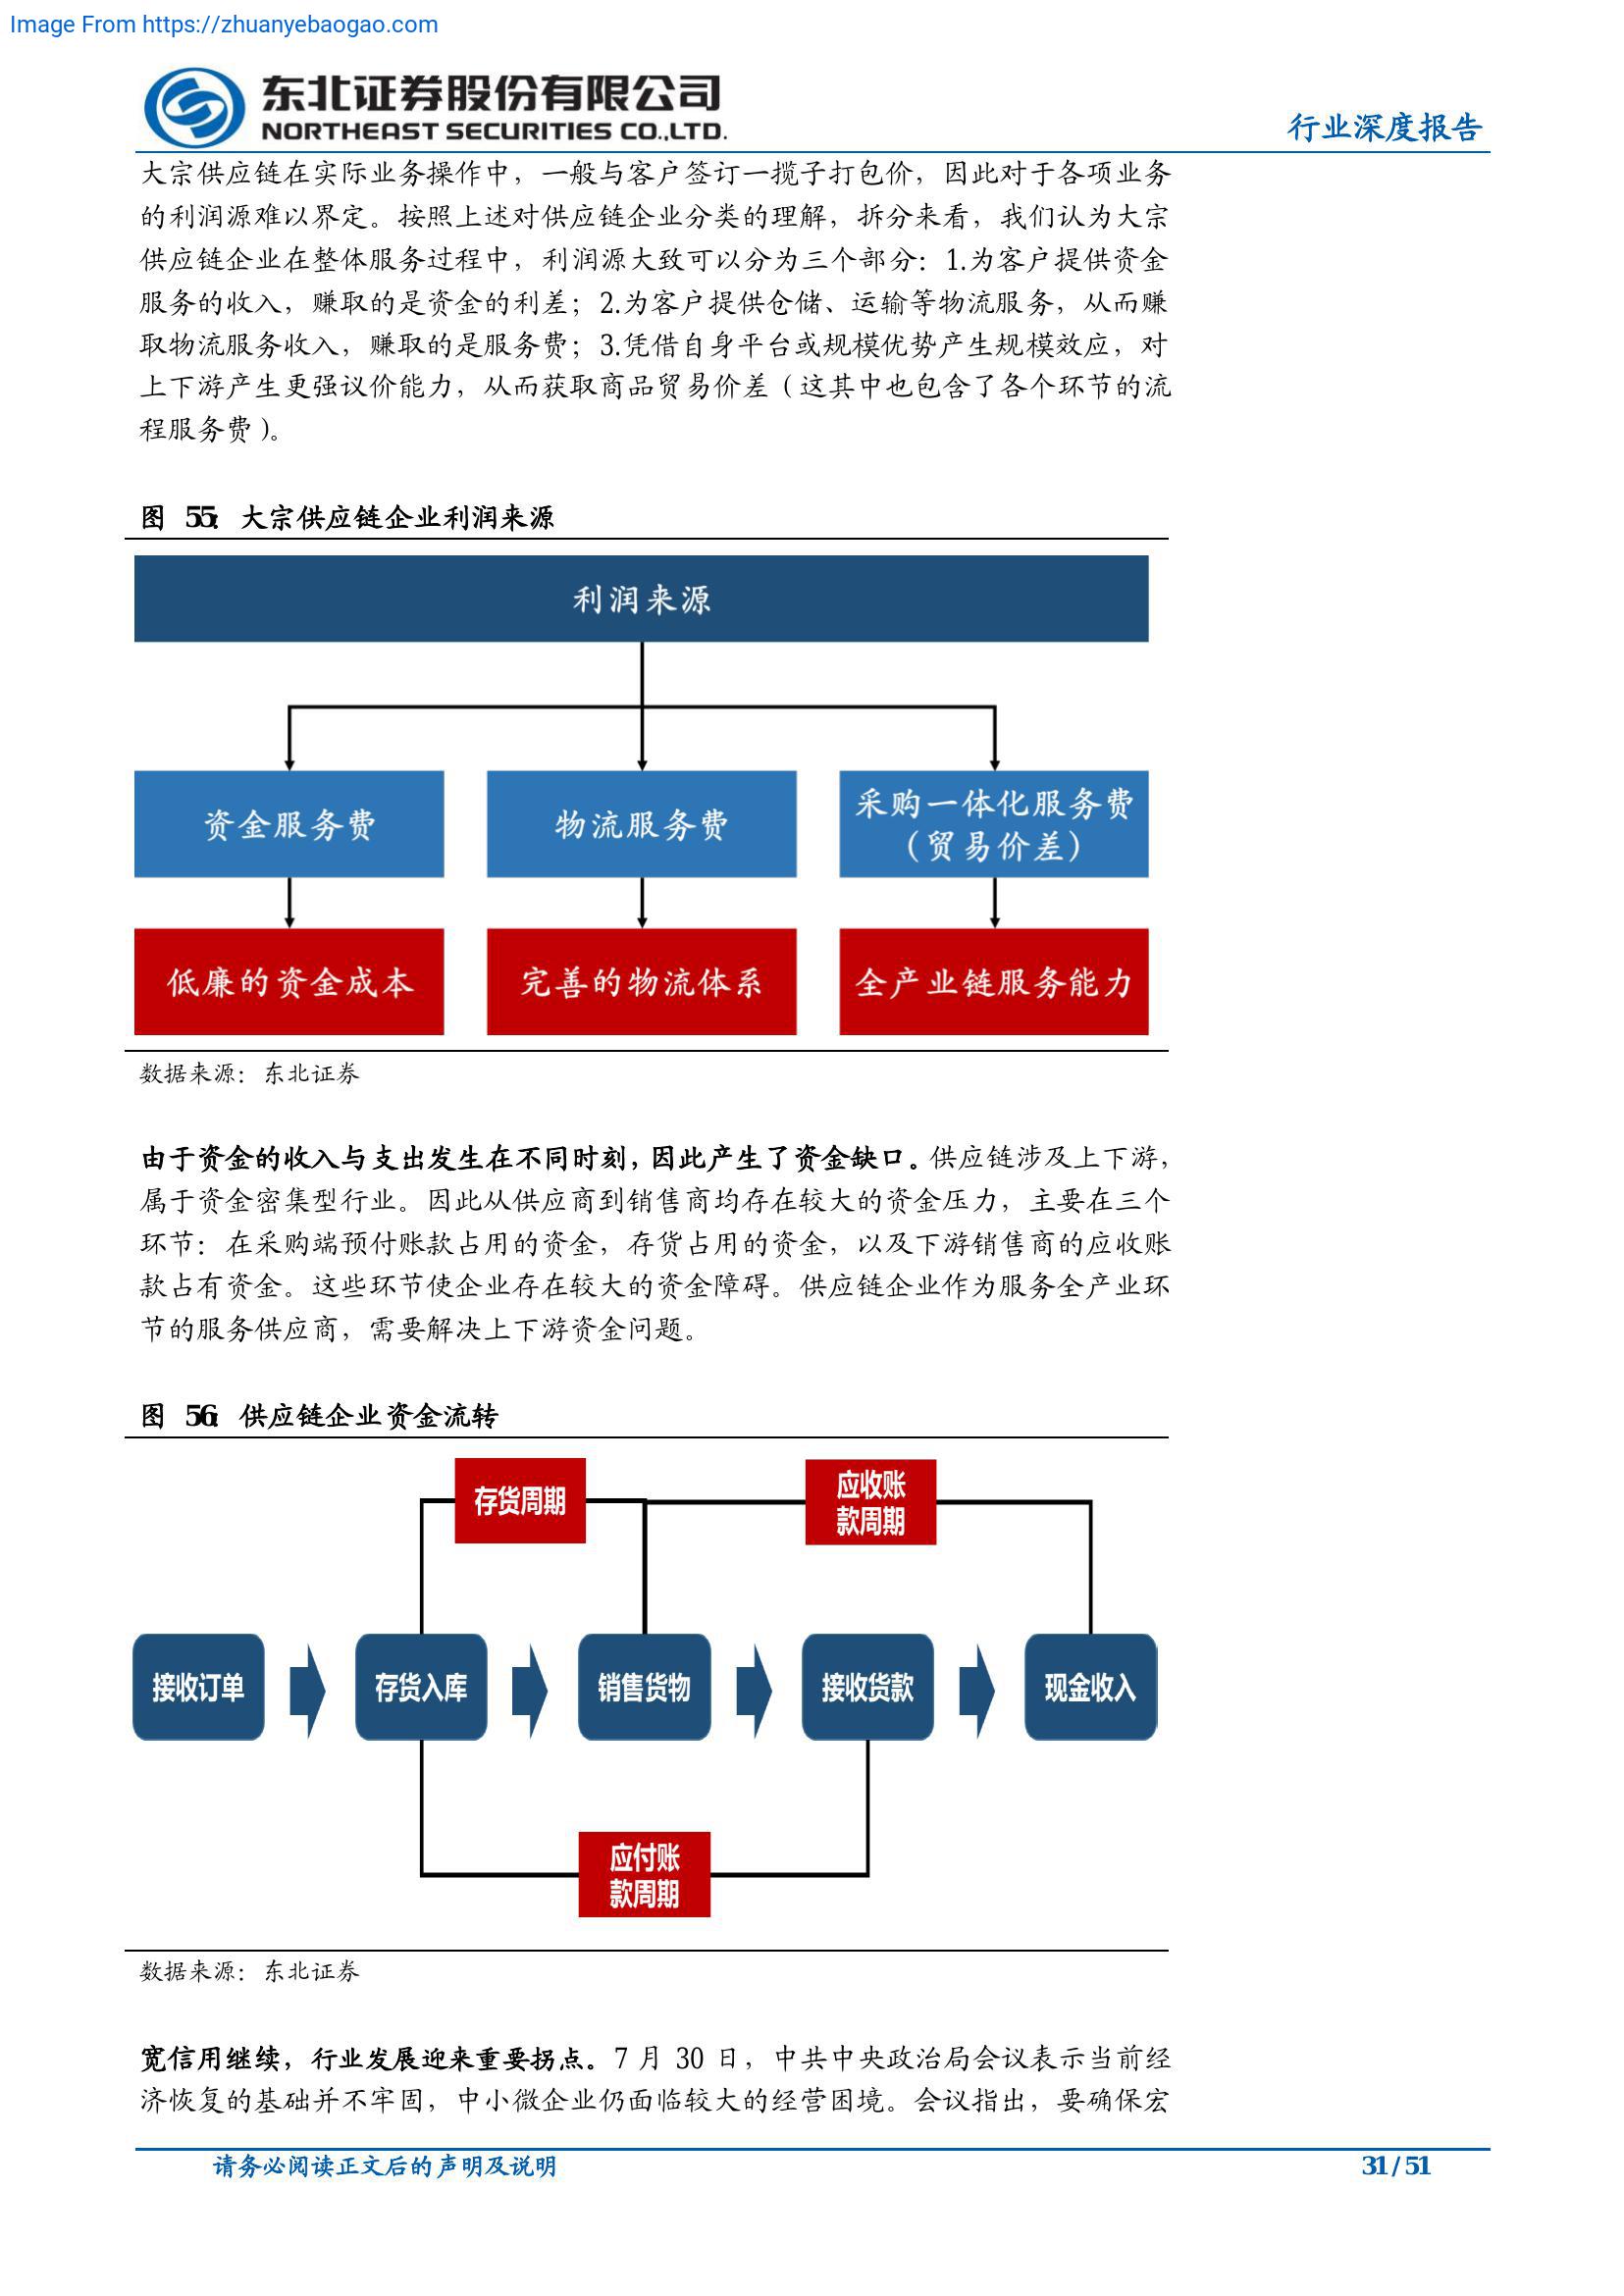 Image From https://zhuanyebaogao.com
东北证券股份有限公司
NORTHEAST SECURITIES CO.,LTD.
行业深度报告
大宗供应链在实际业务操作中，一般与客户签订一揽子打包价，因此对于各项业务
的利润源难以界定。按照上述对供应链企业分类的理解，拆分来看，我们认为大宗
供应链企业在整体服务过程中，利润源大致可以分为三个部分：1.为客户提供资金
服务的收入，赚取的是资金的利差；2.为客户提供仓储、运输等物流服务，从而赚
取物流服务收入，赚取的是服务费；3.凭借自身平台或规模优势产生规模效应，对
上下游产生更强议价能力，从而获取商品贸易价差（这其中也包含了各个环节的流
程服务费）。
图 55：大宗供应链企业利润来源
利润来源
资金服务费
物流服务费
采购一体化服务费
（贸易价差）
低廉的资金成本
完善的物流体系
全产业链服务能力
数据来源：东北证券
由于资金的收入与支出发生在不同时刻，因此产生了资金缺口。供应链涉及上下游，
属于资金密集型行业。因此从供应商到销售商均存在较大的资金压力，主要在三个
环节：在采购端预付账款占用的资金，存货占用的资金，以及下游销售商的应收账
款占有资金。这些环节使企业存在较大的资金障碍。供应链企业作为服务全产业环
节的服务供应商，需要解决上下游资金问题。
图 56：供应链企业资金流转
存货周期
应收账
款周期
接收订单
存货入库
销售货物
接收货款
现金收入
应付账
款周期
数据来源：东北证券
宽信用继续，行业发展迎来重要拐点。7 月 30 日，中共中央政治局会议表示当前经
济恢复的基础并不牢固，中小微企业仍面临较大的经营困境。会议指出，要确保宏
请务必阅读正文后的声明及说明
31 / 51